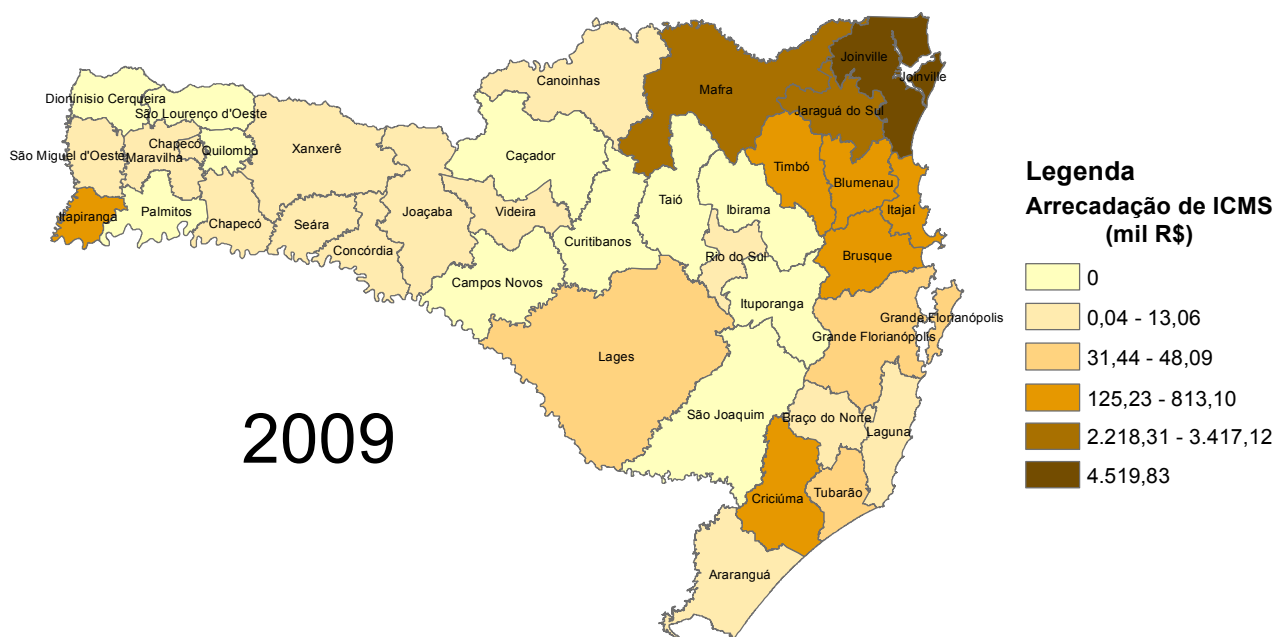 Joinville
Joinville
Canoinhas
Mafra
Dionínisio Cerqueira
São Lourenço d'Oeste
Jaraguá do Sul
Chapecó
Xanxerê
Quilombo
São Miguel d'Oeste
Maravilha
Caçador
Timbó
Blumenau
Legenda
Arrecadação de ICMS
(mil R$)
Taió
Ibirama
Itapiranga
Palmitos
Chapecó
Seára
Joaçaba
Videira
Itajaí
Curitibanos
Rio do Sul
Brusque
Concórdia
0
Campos Novos
Ituporanga
0,04 - 13,06
Grande Florianópolis
Grande Florianópolis
Lages
31,44 - 48,09
125,23 - 813,10
São Joaquim
Braço do Norte
Laguna
2009
2.218,31 - 3.417,12
4.519,83
Criciúma
Tubarão
Araranguá